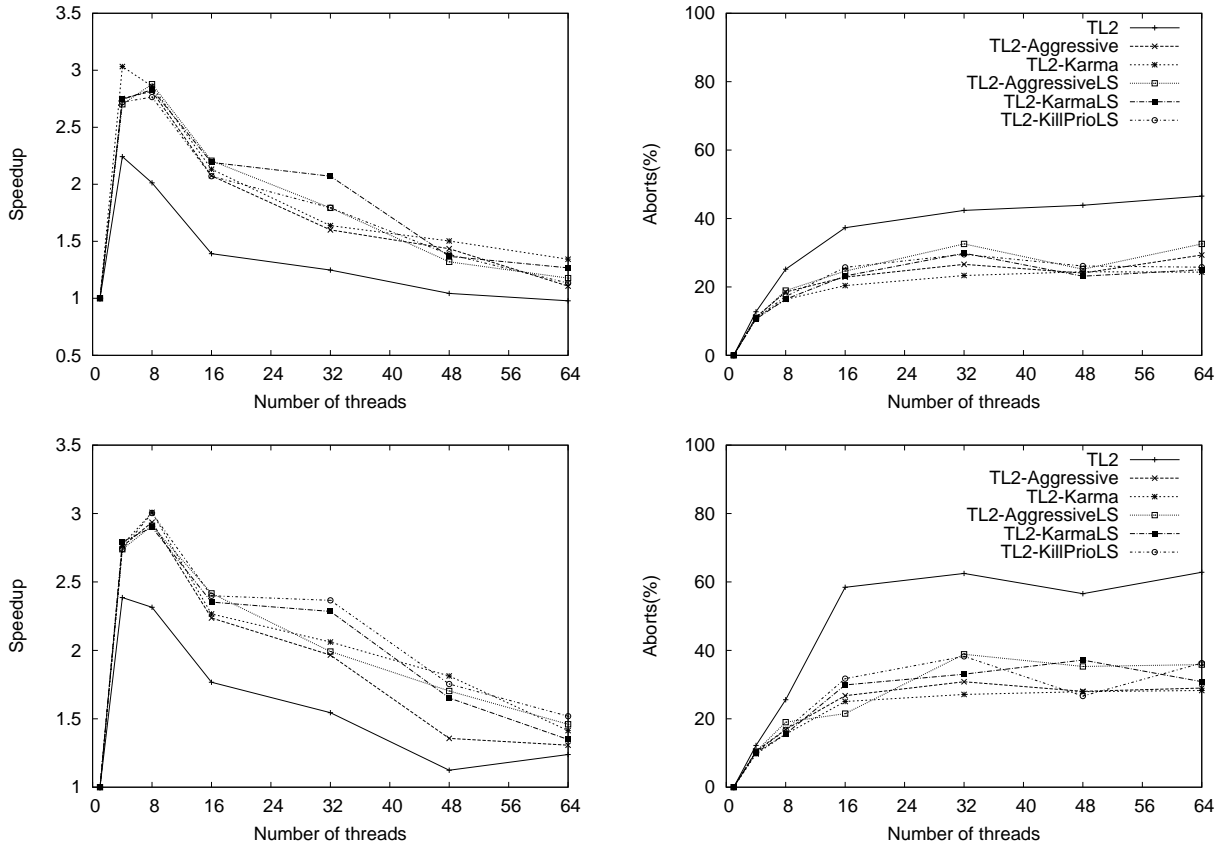 3.5
3
2.5
2
1.5
1
0.5
Speedup
0 8 16 24 32 40 48 56 64
Number of threads
100
80
60
40
20
0
Aborts(%)
TL2
TL2-Aggressive
TL2-Karma
TL2-AggressiveLS
TL2-KarmaLS
TL2-KillPrioLS
0 8 16 24 32 40 48 56 64
Number of threads
3.5
3
2.5
2
1.5
1
Speedup
0 8 16 24 32 40 48 56 64
Number of threads
100
80
60
40
20
0
Aborts(%)
TL2
TL2-Aggressive
TL2-Karma
TL2-AggressiveLS
TL2-KarmaLS
TL2-KillPrioLS
0 8 16 24 32 40 48 56 64
Number of threads